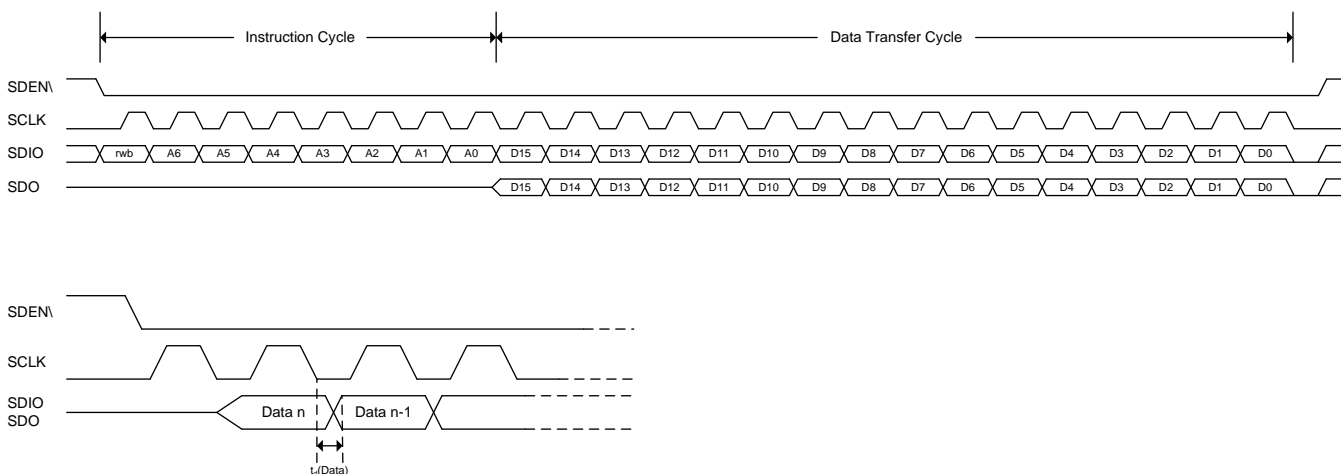 Instruction Cycle Data Transfer Cycle
SDEN\
SCLK
SDIO rwb A6 A5 A4 A3 A2 A1 A0 D15 D14 D13 D12 D11 D10 D9 D8 D7 D6 D5 D4 D3 D2 D1 D0
SDO D15 D14 D13 D12 D11 D10 D9 D8 D7 D6 D5 D4 D3 D2 D1 D0
SDEN\
SCLK
SDIO
SDO
Data n Data n-1
td(Data)